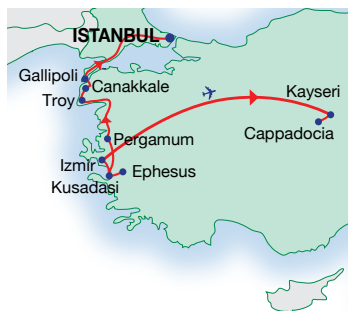 ISTANBUL
Gallipoli
Canakkale
Troy
Kayseri
Cappadocia
Pergamum
Izmir
Ephesus
Kusadasi